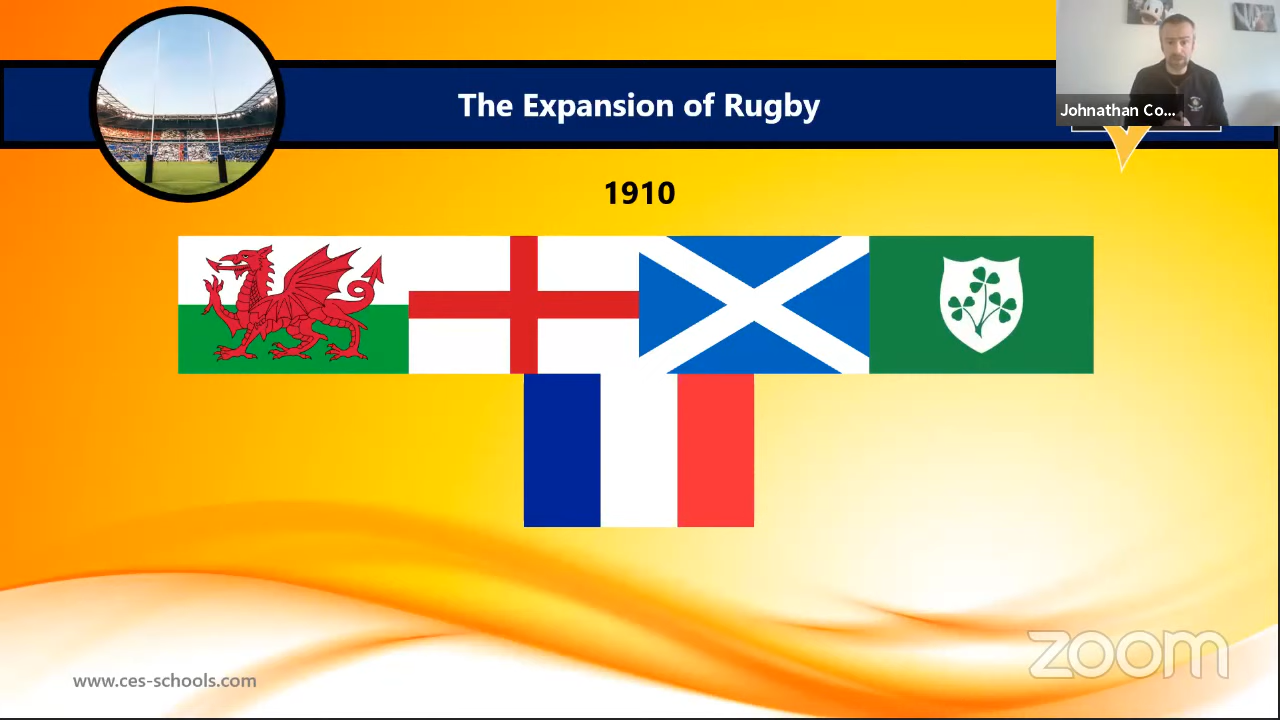 The Expansion of Rugby
Johnathan Co...
1910
zoom
www.ces-schools.com